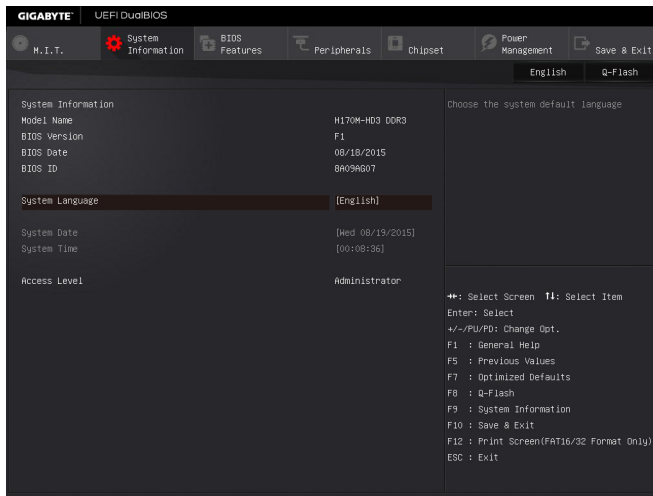 GIGABYTE™ UEFI DualBIOS
M.I.T. System Information BIOS Features Peripherals Chipset Power Management Save & Exit
English Q-Flash
System Information
Model Name H170M-HD3 DDR3
BIOS Version F1
BIOS Date 08/18/2015
BIOS ID 8A09AG07
System Language [English]
System Date [Wed 08/19/2015]
System Time [00:08:36]
Access Level Administrator
Choose the system default language
→←: Select Screen ↑↓: Select Item
Enter: Select
+/-/PU/PD: Change Opt.
F1 : General Help
F5 : Previous Values
F7 : Optimized Defaults
F8 : Q-Flash
F9 : System Information
F10 : Save & Exit
F12 : Print Screen(FAT16/32 Format Only)
ESC : Exit